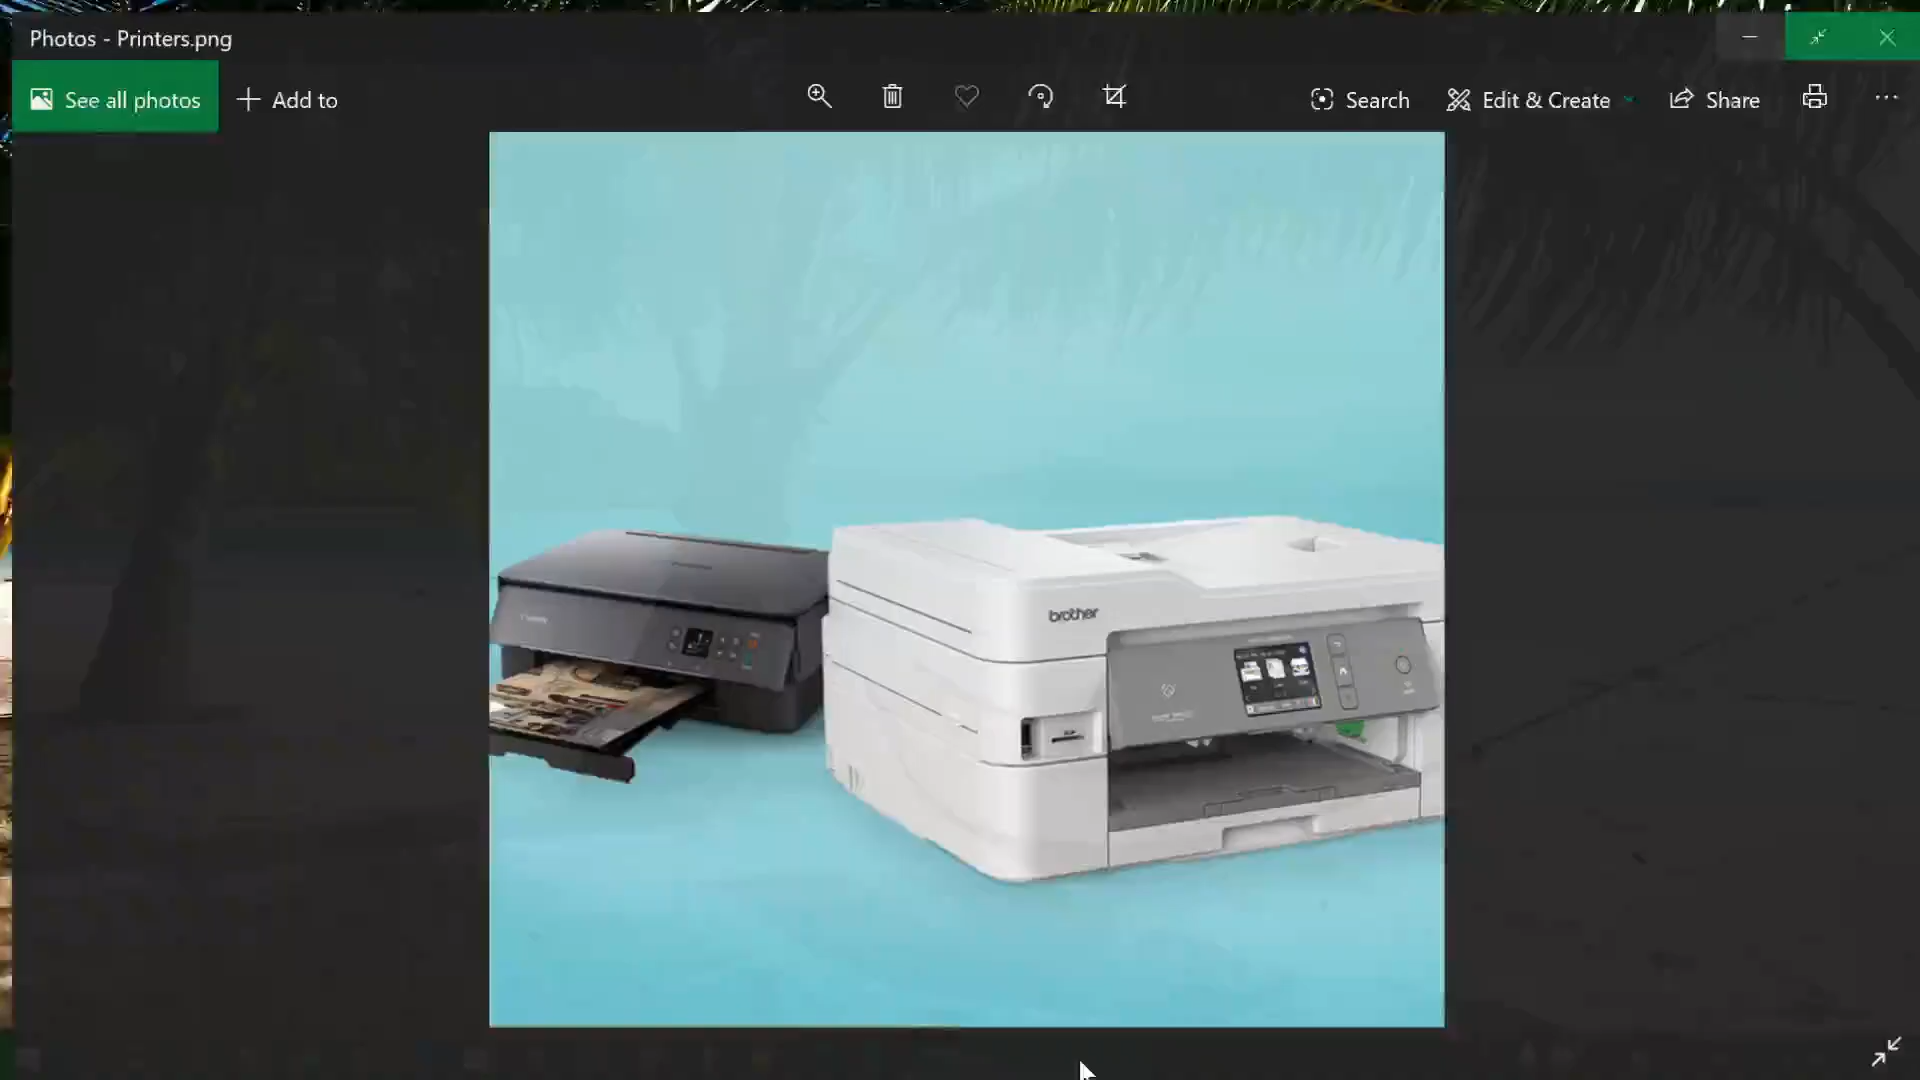 Photos - Printers.png
See all photos
Add to
Search
Edit & Create
Share
brother